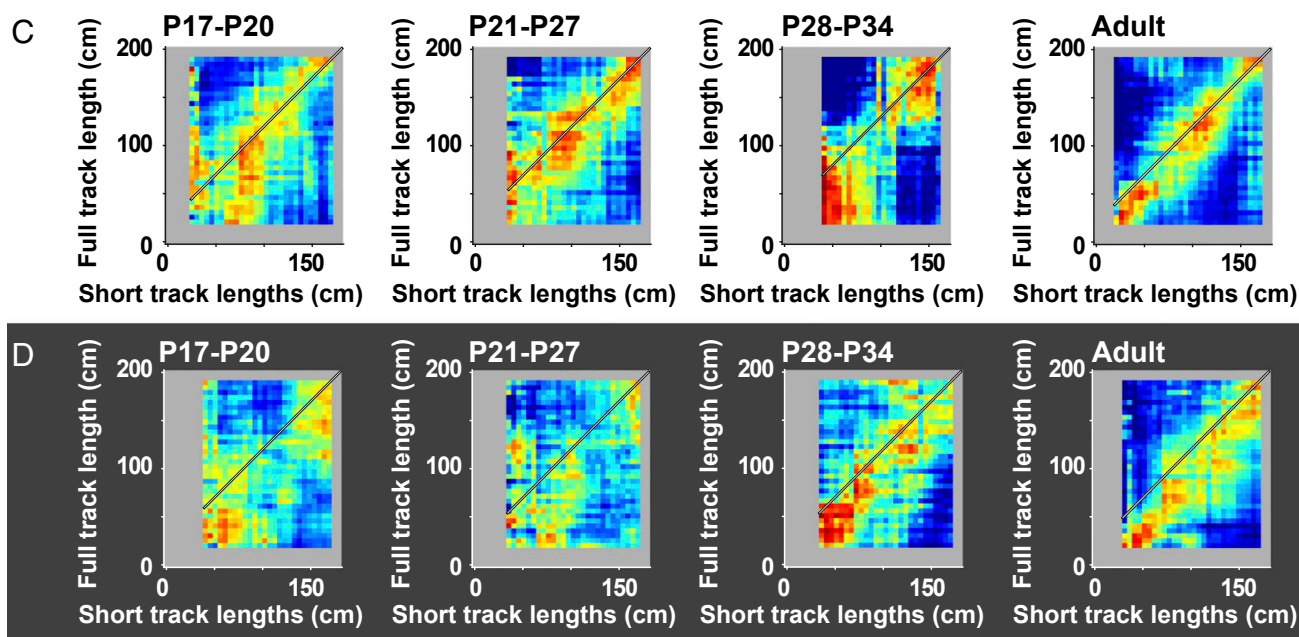 C
P17-P20 P21-P27 P28-P34 Adult
Full track length (cm) Full track length (cm) Full track length (cm) Full track length (cm)
200 200 200 200
100 100 100 100
0 0 0 0
0 150 0 150 0 150 0 150
Short track lengths (cm) Short track lengths (cm) Short track lengths (cm) Short track lengths (cm)
D
P17-P20 P21-P27 P28-P34 Adult
Full track length (cm) Full track length (cm) Full track length (cm) Full track length (cm)
200 200 200 200
100 100 100 100
0 0 0 0
0 150 0 150 0 150 0 150
Short track lengths (cm) Short track lengths (cm) Short track lengths (cm) Short track lengths (cm)